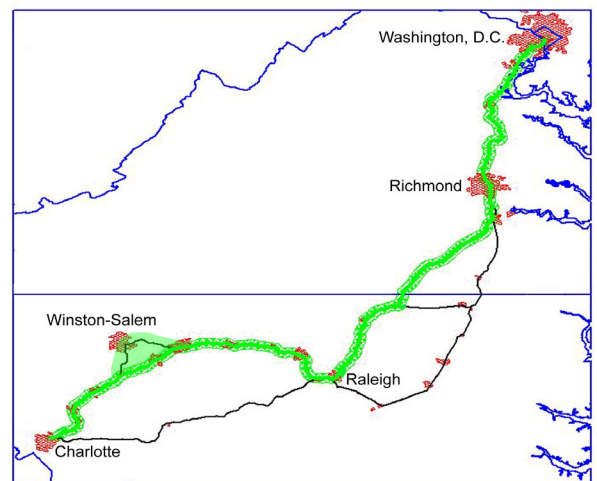 Washington, D.C.
Richmond
Winston-Salem
Raleigh
Charlotte